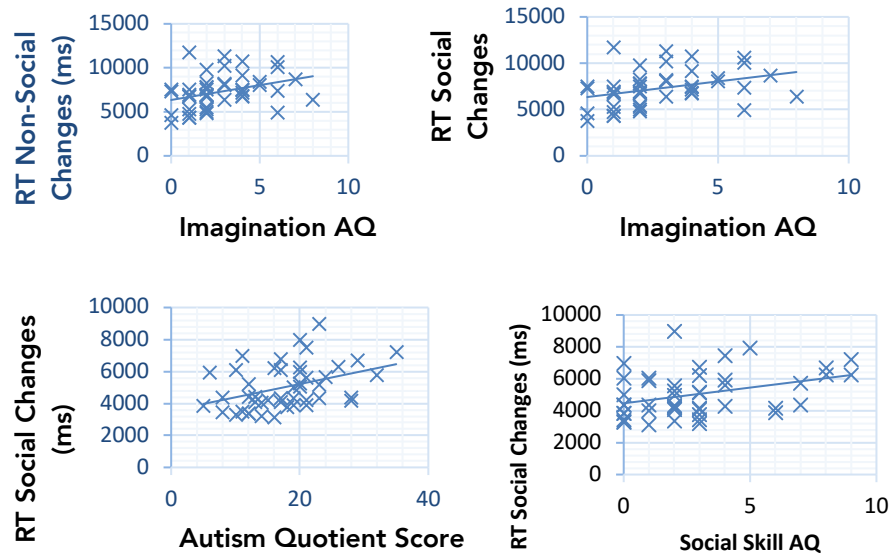 RT Non-Social
Changes (ms)
15000
10000
5000
0
0 5 10
Imagination AQ
RT Social
Changes
15000
10000
5000
0
0 5 10
Imagination AQ
RT Social Changes
(ms)
10000
8000
6000
4000
2000
0
0 20 40
Autism Quotient Score
RT Social Changes (ms)
10000
8000
6000
4000
2000
0
0 5 10
Social Skill AQ